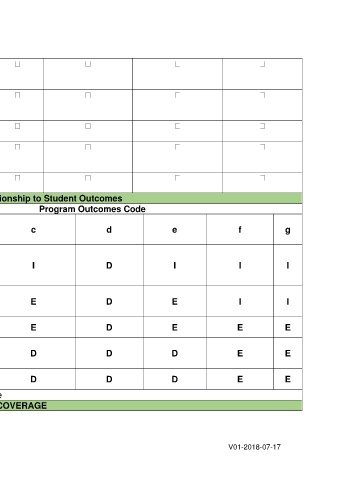 ionship to Student Outcomes
Program Outcomes Code
c d e f g
I D I I I
E D E I I
E D E E E
D D D E E
D D D E E
e
COVERAGE
V01-2018-07-17